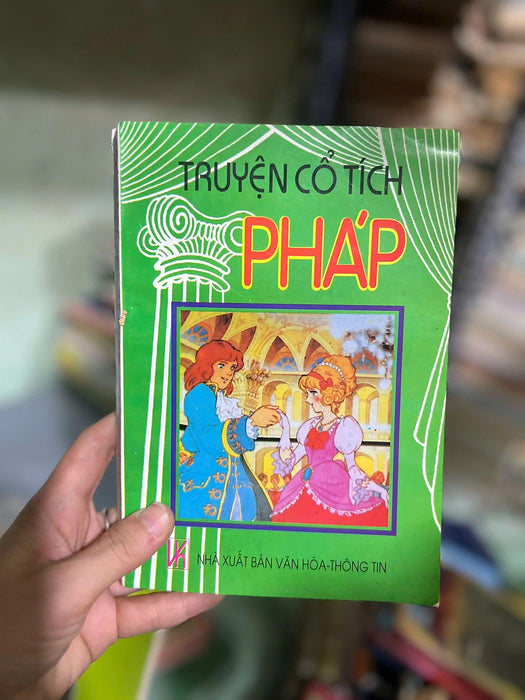 TRUYỆN CỔ TÍCH
PHÁP
NHÀ XUẤT BẢN VĂN HÓA-THÔNG TIN